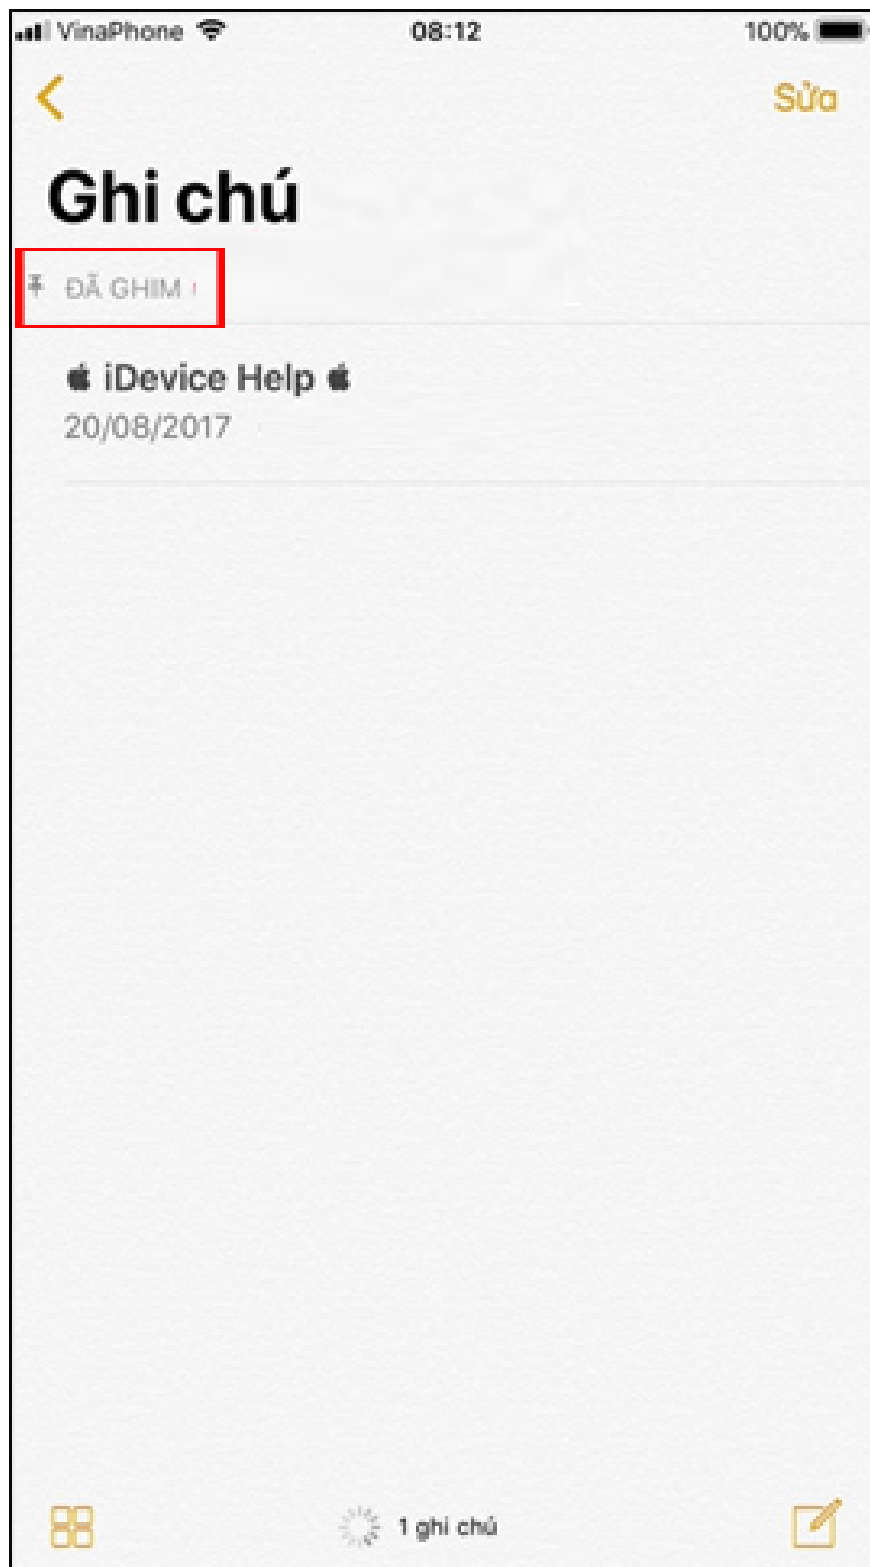 VinaPhone 08:12 100%
Sửa
Ghi chú
ĐÃ GHIM
iDevice Help
20/08/2017
1 ghi chú